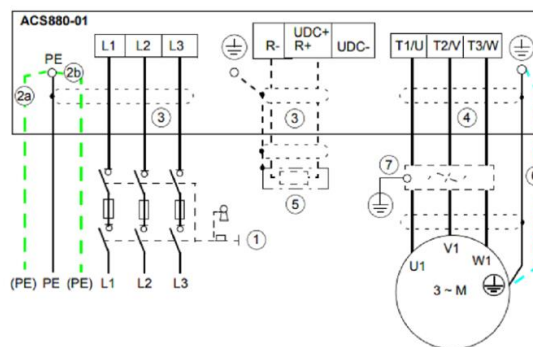 ACS880-01
L1 L2 L3
R- UDC+ R+ UDC-
T1/U T2/V T3/W
PE
2a 2b
3 3 4
7
5
1
V1
U1 W1
3 ~ M
(PE) PE (PE) L1 L2 L3